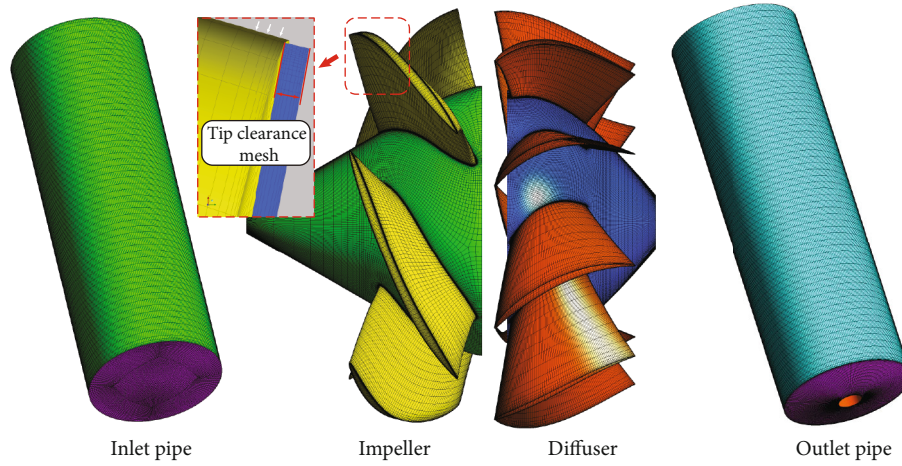 Tip clearance
mesh
Inlet pipe
Impeller
Diffuser
Outlet pipe